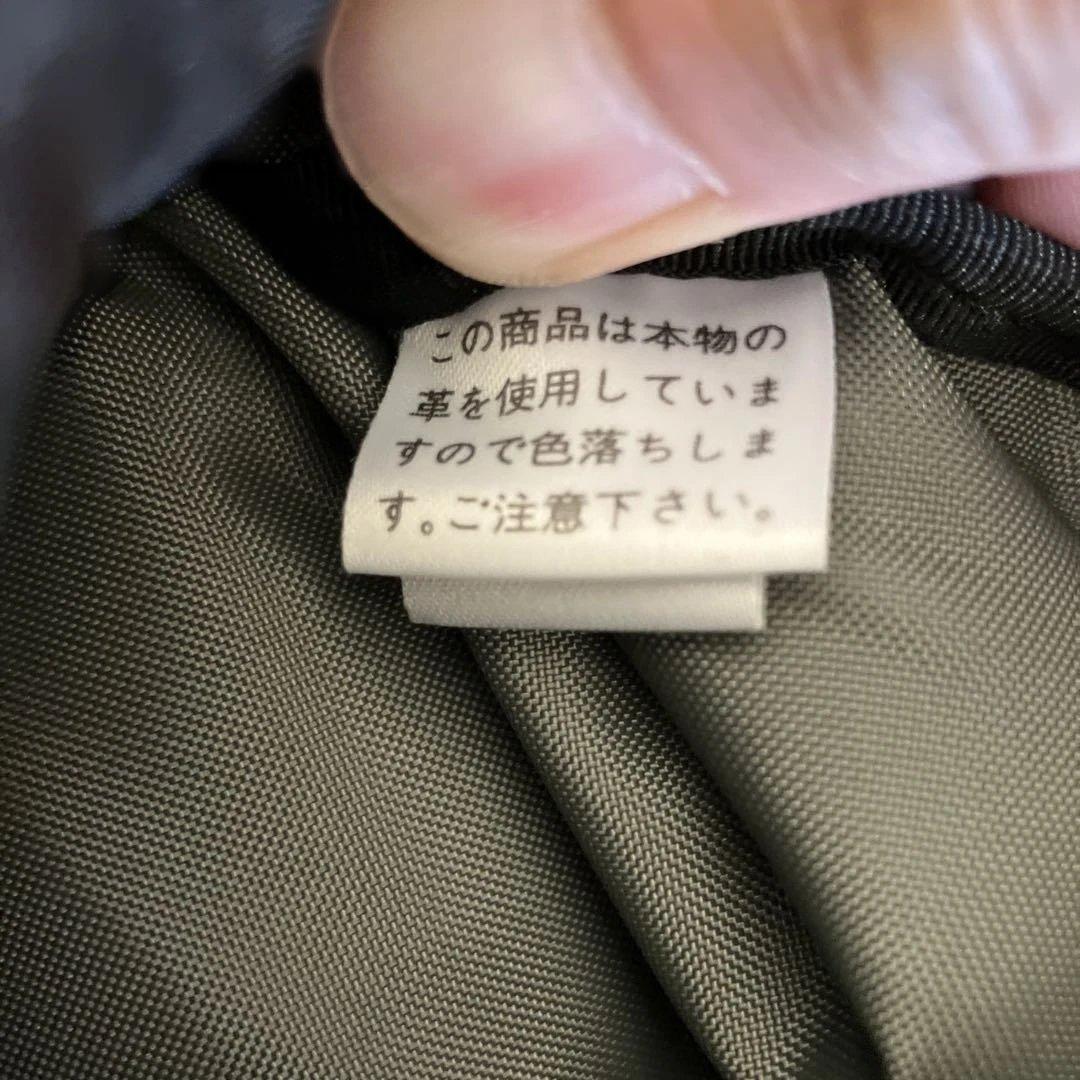 この商品は本物の
革を使用していま
すので色落ちしま
す。ご注意下さい。